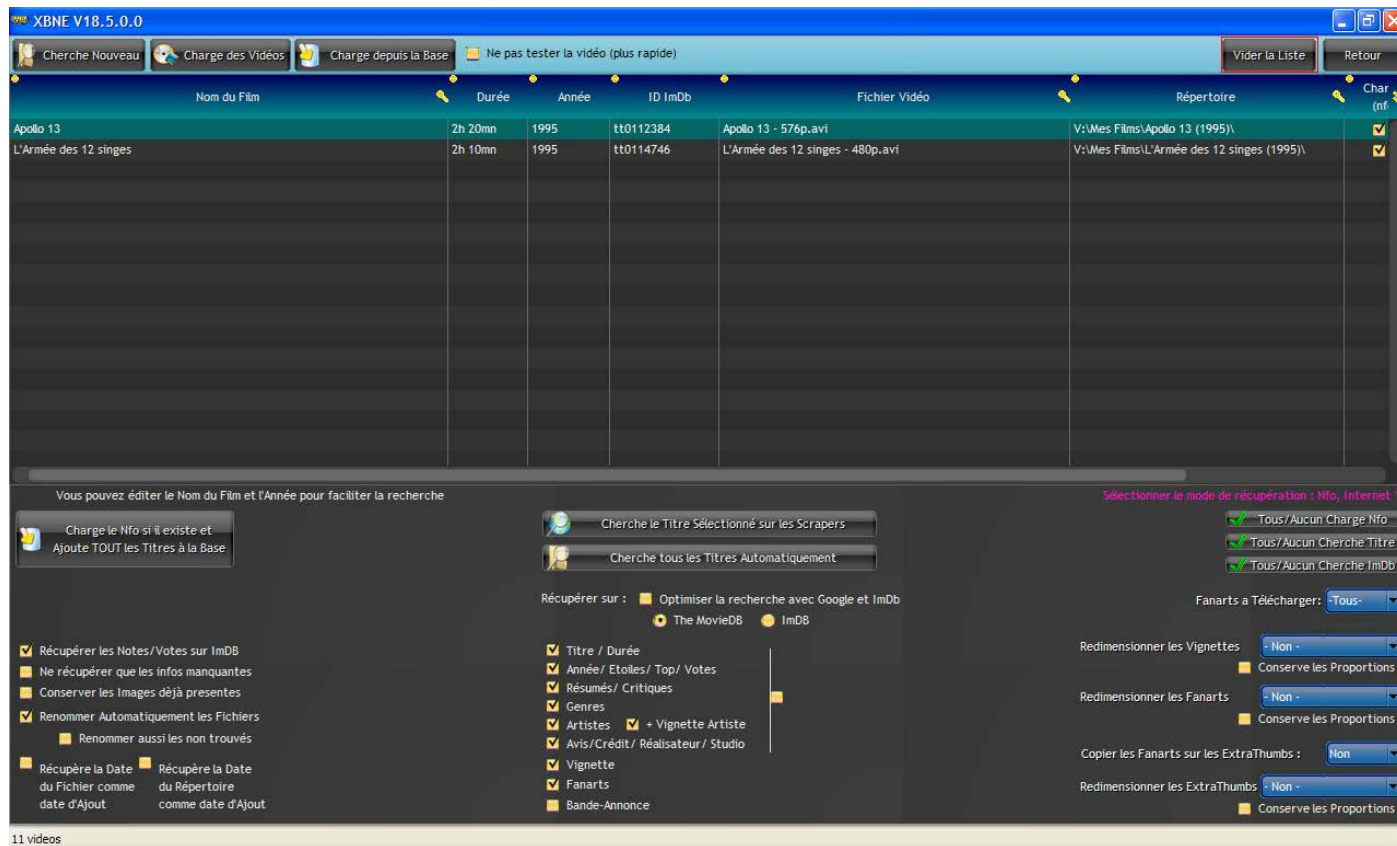 XBNE V18.5.0.0
Cherche Nouveau Charge des Vidéos Charge depuis la Base Ne pas tester la vidéo (plus rapide) Vider la Liste Retour
Nom du Film Durée Année ID ImDb Fichier Vidéo Répertoire Char
(nf
Apollo 13 2h 20mn 1995 tt0112384 Apollo 13 - 576p.avi V:\Mes Films\Apollo 13 (1995)\
L'Armée des 12 singes 2h 10mn 1995 tt0114746 L'Armée des 12 singes - 480p.avi V:\Mes Films\L'Armée des 12 singes (1995)\
Vous pouvez éditer le Nom du Film et l'Année pour faciliter la recherche
Sélectionner le mode de récupération : Nfo, Internet
Charge le Nfo si il existe et
Ajoute TOUT les Titres à la Base
Cherche le Titre Sélectionné sur les Scrapers
Cherche tous les Titres Automatiquement
Tous/Aucun Charge Nfo
Tous/Aucun Cherche Titre
Tous/Aucun Cherche ImDb
Récupérer sur : Optimiser la recherche avec Google et ImDb
The MovieDB ImDB
Fanarts a Télécharger: -Tous-
Récupérer les Notes/Votes sur ImDB
Ne récupérer que les infos manquantes
Conserver les Images dèjà presentes
Renommer Automatiquement les Fichiers
Renommer aussi les non trouvés
Récupère la Date
du Fichier comme
date d'Ajout
Récupère la Date
du Répertoire
comme date d'Ajout
Titre / Durée
Année/ Etoiles/ Top/ Votes
Résumés/ Critiques
Genres
Artistes + Vignette Artiste
Avis/Crédit/ Réalisateur/ Studio
Vignette
Fanarts
Bande-Annonce
Redimensionner les Vignettes - Non -
Conserve les Proportions
Redimensionner les Fanarts - Non -
Conserve les Proportions
Copier les Fanarts sur les ExtraThumbs : Non
Redimensionner les ExtraThumbs - Non -
Conserve les Proportions
11 videos